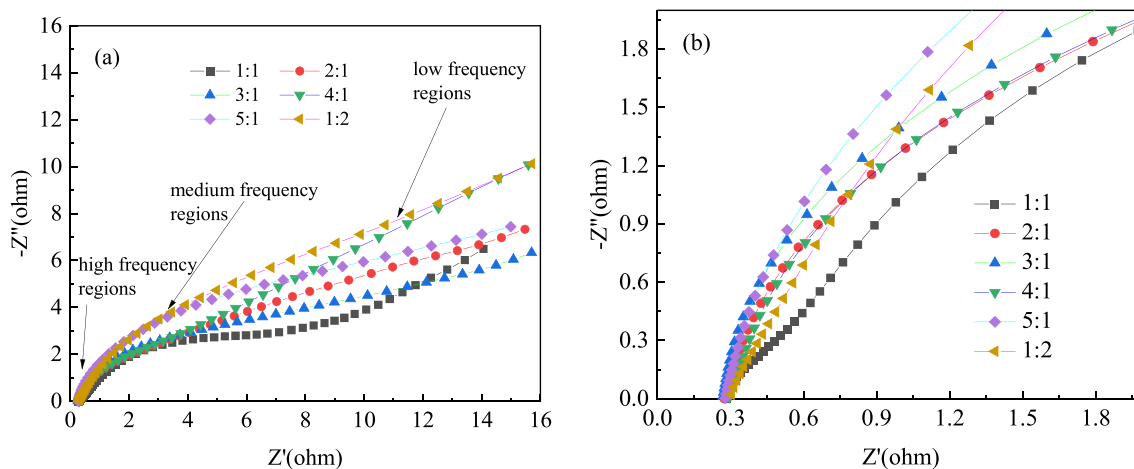 (a)
1:1 2:1
3:1 4:1
5:1 1:2
low frequency
regions
medium frequency
regions
high frequency
regions
16
14
12
10
8
6
4
2
0
-Z''(ohm)
0 2 4 6 8 10 12 14 16
Z'(ohm)
(b)
1.8
1.5
1.2
0.9
0.6
0.3
0.0
-Z''(ohm)
1:1
2:1
3:1
4:1
5:1
1:2
0.0 0.3 0.6 0.9 1.2 1.5 1.8
Z'(ohm)